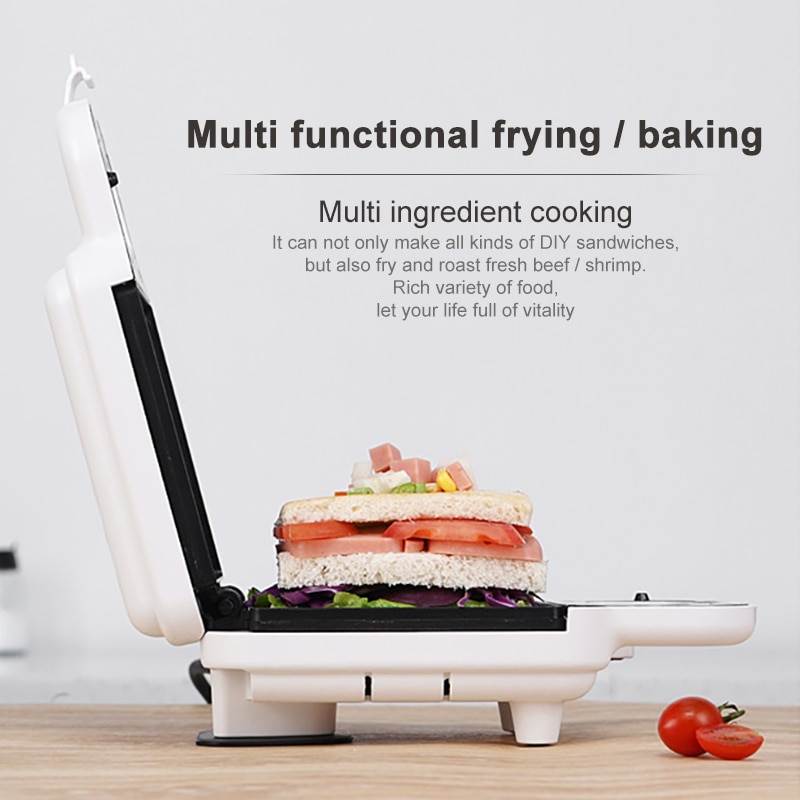 Multi functional frying / baking
Multi ingredient cooking
It can not only make all kinds of DIY sandwiches,
but also fry and roast fresh beef / shrimp.
Rich variety of food,
let your life full of vitality